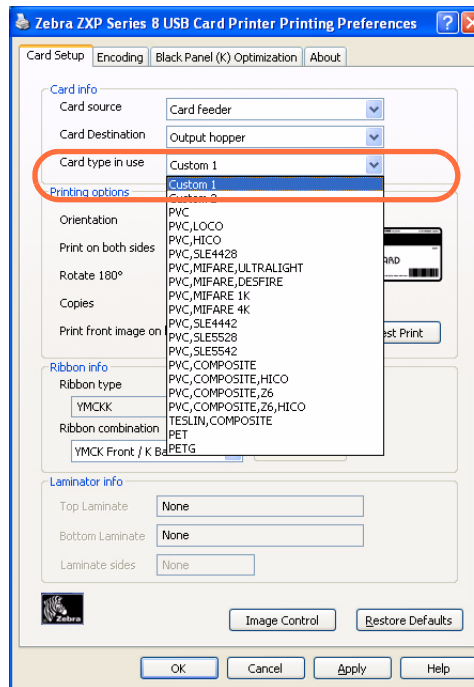 Zebra ZXP Series 8 USB Card Printer Printing Preferences
Card Setup Encoding Black Panel (K) Optimization About
Card info
Card source Card feeder
Card Destination Output hopper
Card type in use Custom 1
Custom 1
Printing options Custom 2
PVC
Orientation
PVC,LOCO
PVC,HICO
Print on both sides
PVC,SLE4428
PVC,MIFARE,ULTRALIGHT
Rotate 180°
PVC,MIFARE,DESFIRE
PVC,MIFARE 1K
Copies
PVC,MIFARE 4K
Print front image on
PVC,SLE4442
PVC,SLE5528
PVC,SLE5542
Ribbon info
PVC,COMPOSITE
Ribbon type
PVC,COMPOSITE,HICO
YMCKK
PVC,COMPOSITE,Z6
PVC,COMPOSITE,Z6,HICO
Ribbon combination
TESLIN,COMPOSITE
PET
YMCK Front / K Ba
PETG
Laminator info
Top Laminate None
Bottom Laminate None
Laminate sides None
Zebra
Image Control Restore Defaults
OK Cancel Apply Help